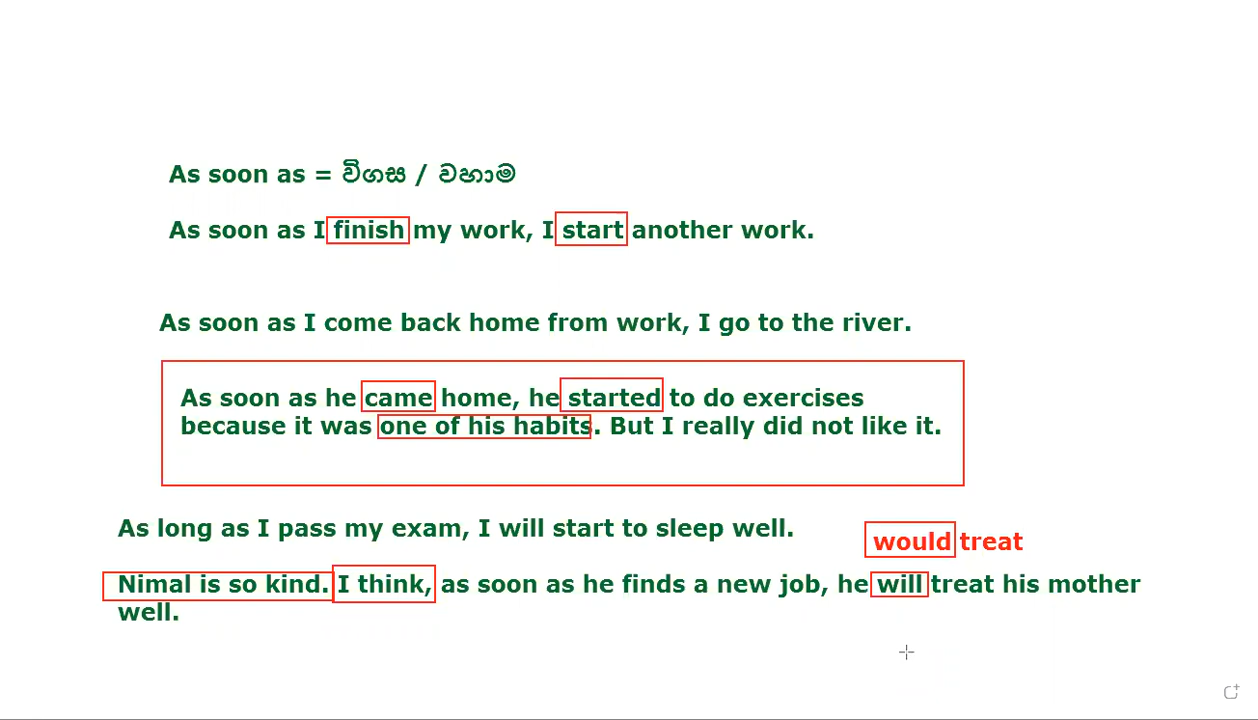 As soon as = විගස / වහාම
As soon as I finish my work, I start another work.
As soon as I come back home from work, I go to the river.
As soon as he came home, he started to do exercises
because it was one of his habits. But I really did not like it.
As long as I pass my exam, I will start to sleep well.
would treat
Nimal is so kind. I think, as soon as he finds a new job, he will treat his mother
well.